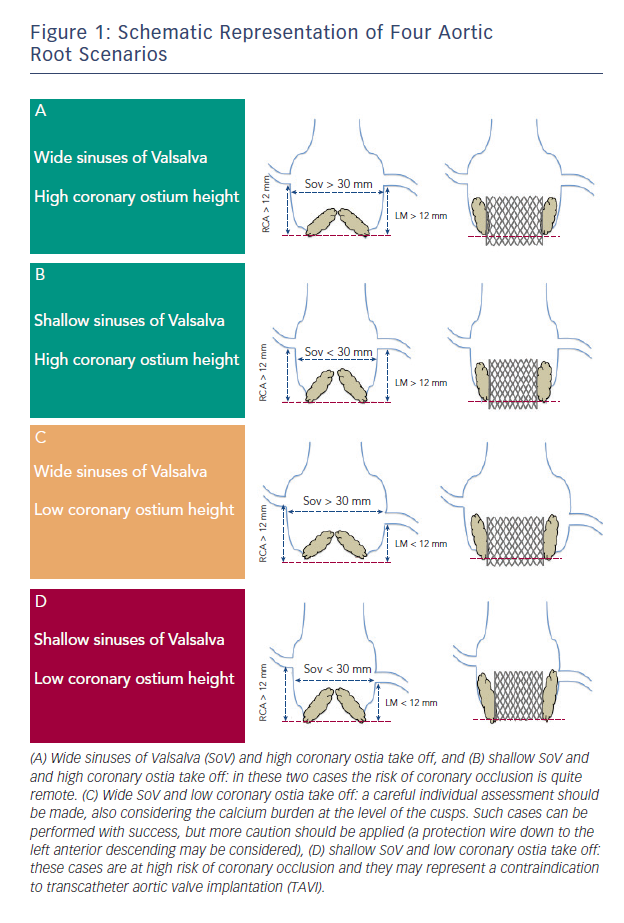 Figure 1: Schematic Representation of Four Aortic
Root Scenarios
A
Wide sinuses of Valsalva
High coronary ostium height
RCA > 12 mm
Sov > 30 mm
LM > 12 mm
B
Shallow sinuses of Valsalva
High coronary ostium height
RCA > 12 mm
Sov < 30 mm
LM > 12 mm
C
Wide sinuses of Valsalva
Low coronary ostium height
RCA > 12 mm
Sov > 30 mm
LM < 12 mm
D
Shallow sinuses of Valsalva
Low coronary ostium height
RCA > 12 mm
Sov < 30 mm
LM < 12 mm
(A) Wide sinuses of Valsalva (SoV) and high coronary ostia take off, and (B) shallow SoV and
and high coronary ostia take off: in these two cases the risk of coronary occlusion is quite
remote. (C) Wide SoV and low coronary ostia take off: a careful individual assessment should
be made, also considering the calcium burden at the level of the cusps. Such cases can be
performed with success, but more caution should be applied (a protection wire down to the
left anterior descending may be considered), (D) shallow SoV and low coronary ostia take off:
these cases are at high risk of coronary occlusion and they may represent a contraindication
to transcatheter aortic valve implantation (TAVI).